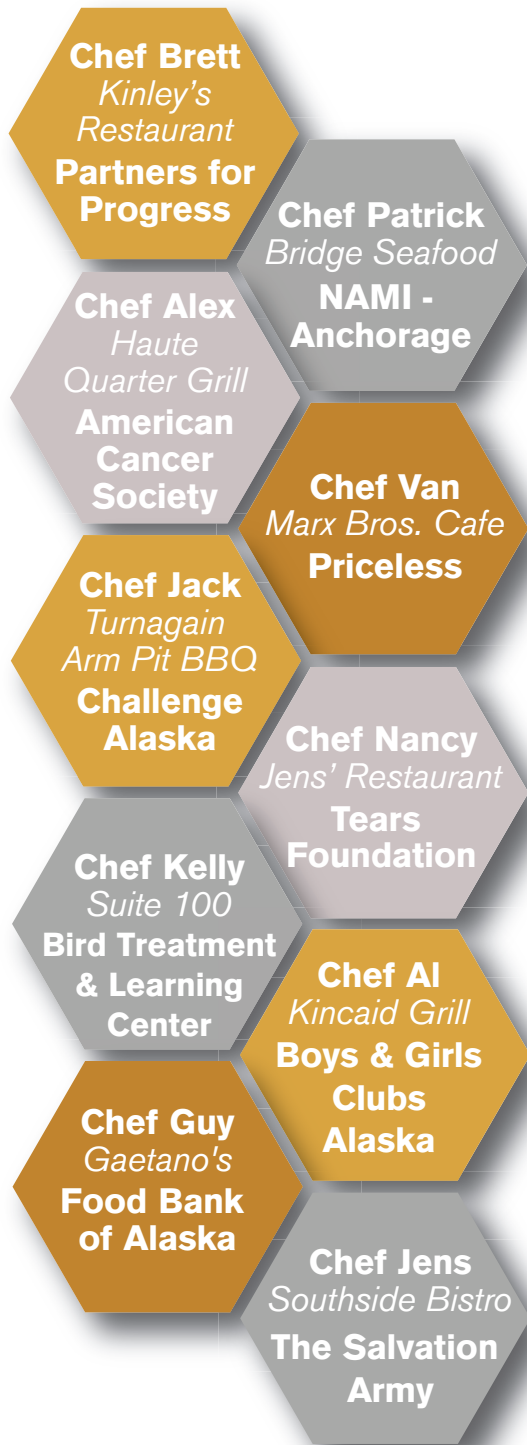 Chef Brett
Kinley's
Restaurant
Partners for
Progress
Chef Patrick
Bridge Seafood
NAMI -
Anchorage
Chef Alex
Haute
Quarter Grill
American
Cancer
Society
Chef Van
Marx Bros. Cafe
Priceless
Chef Jack
Turnagain
Arm Pit BBQ
Challenge
Alaska
Chef Nancy
Jens' Restaurant
Tears
Foundation
Chef Kelly
Suite 100
Bird Treatment
& Learning
Center
Chef Al
Kincaid Grill
Boys & Girls
Clubs
Alaska
Chef Guy
Gaetano's
Food Bank
of Alaska
Chef Jens
Southside Bistro
The Salvation
Army